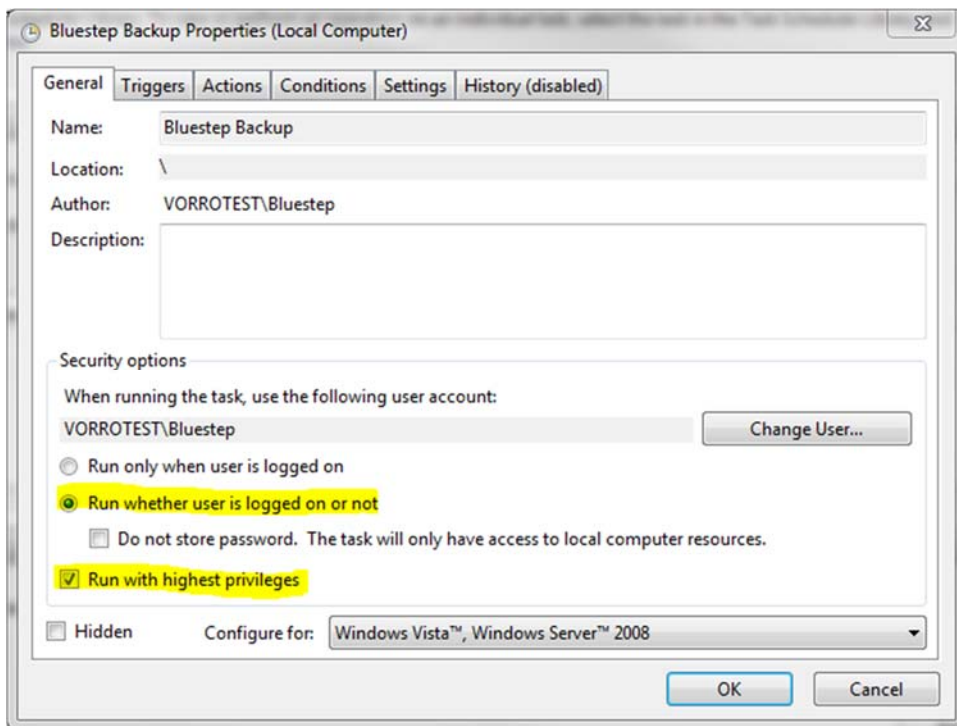 Bluestep Backup Properties (Local Computer)
General Triggers Actions Conditions Settings History (disabled)
Name: Bluestep Backup
Location: \
Author: VORROTEST\Bluestep
Description:
Security options
When running the task, use the following user account:
VORROTEST\Bluestep Change User...
Run only when user is logged on
Run whether user is logged on or not
Do not store password. The task will only have access to local computer resources.
Run with highest privileges
Hidden Configure for: Windows Vista™, Windows Server™ 2008
OK Cancel